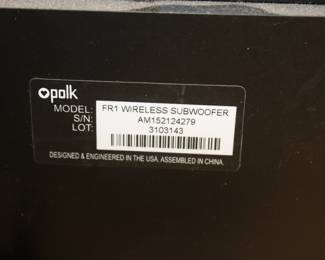 polk
MODEL: FR1 WIRELESS SUBWOOFER
S/N: AM152124279
LOT: 3103143
DESIGNED & ENGINEERED IN THE USA. ASSEMBLED IN CHINA.